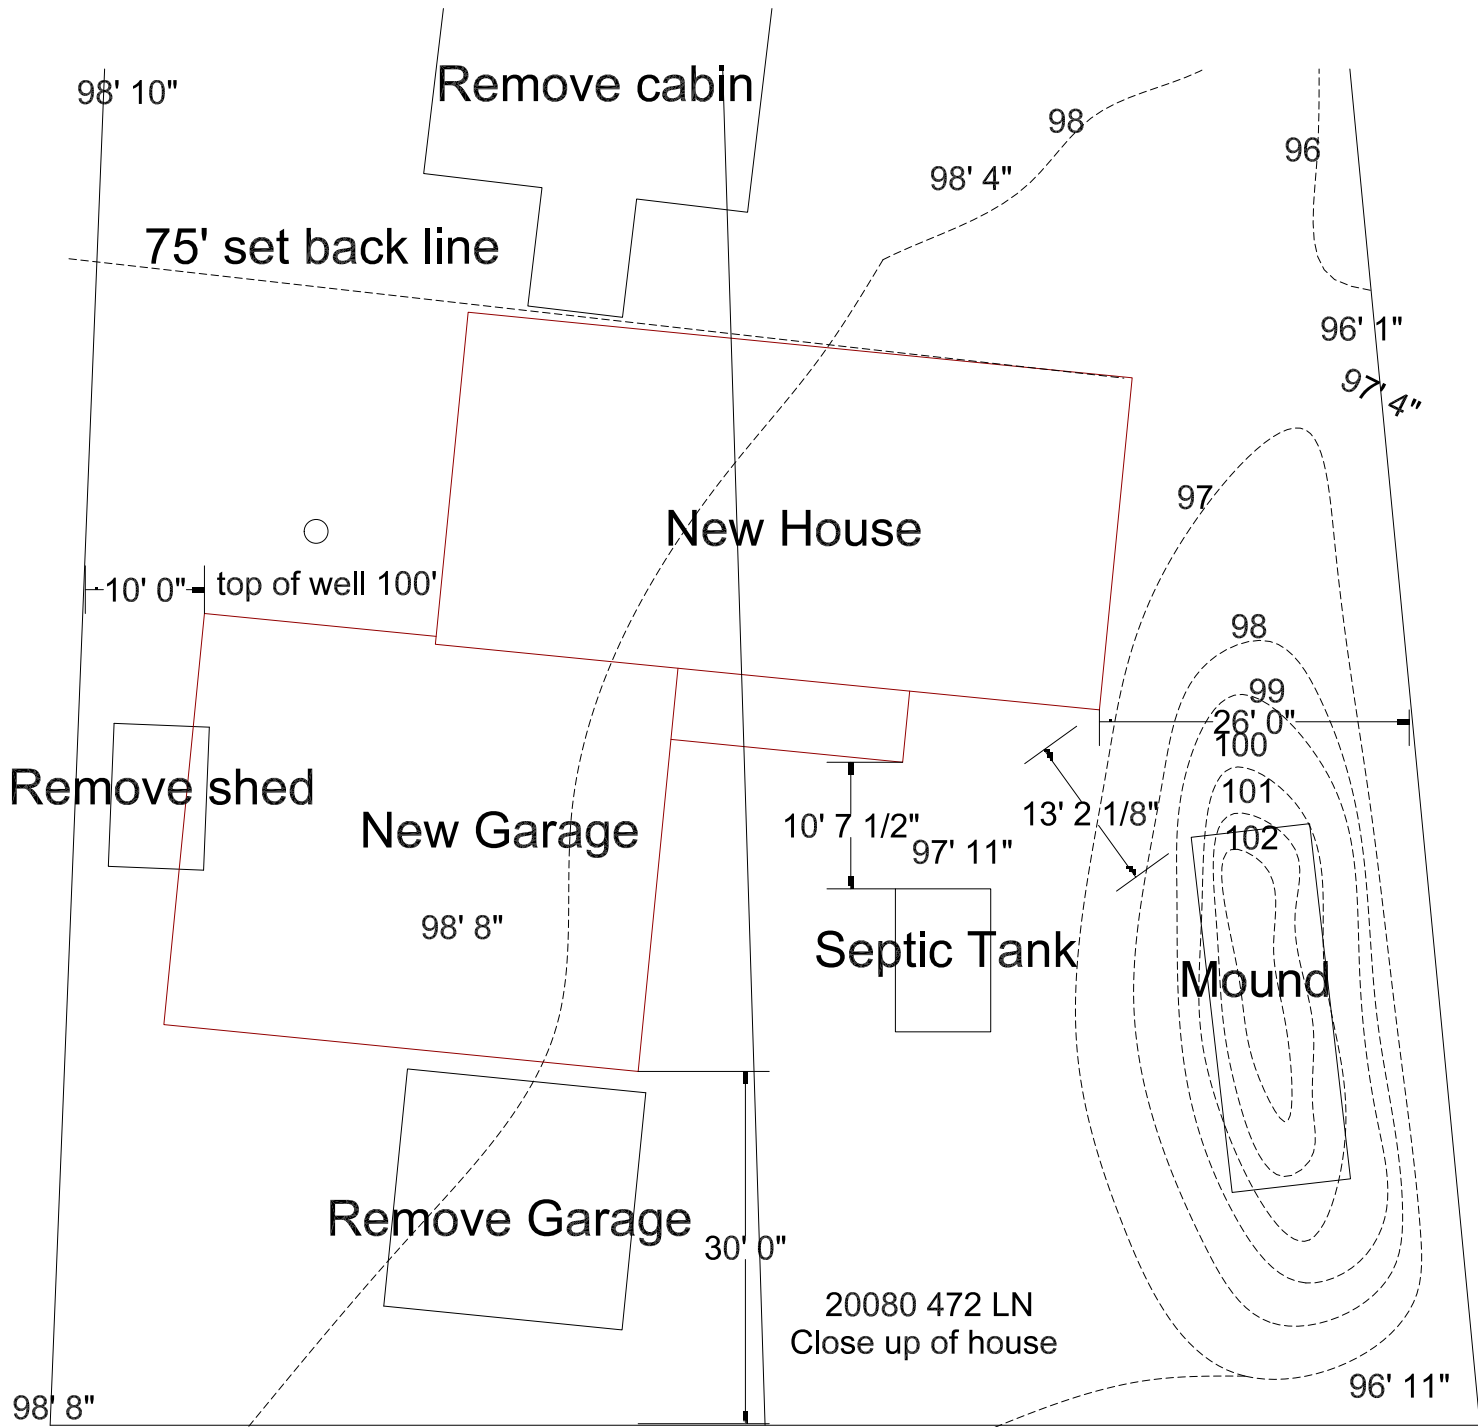 Remove cabin
98' 10"
98
96
98' 4"
75' set back line
96' 1"
97' 4"
97
New House
top of well 100'
10' 0"
98
99
26' 0"
100
Remove shed
101
New Garage
10' 7 1/2"
13' 2 1/8"
102
97' 11"
98' 8"
Septic Tank
Mound
Remove Garage
30' 0"
20080 472 LN
Close up of house
96' 11"
98' 8"